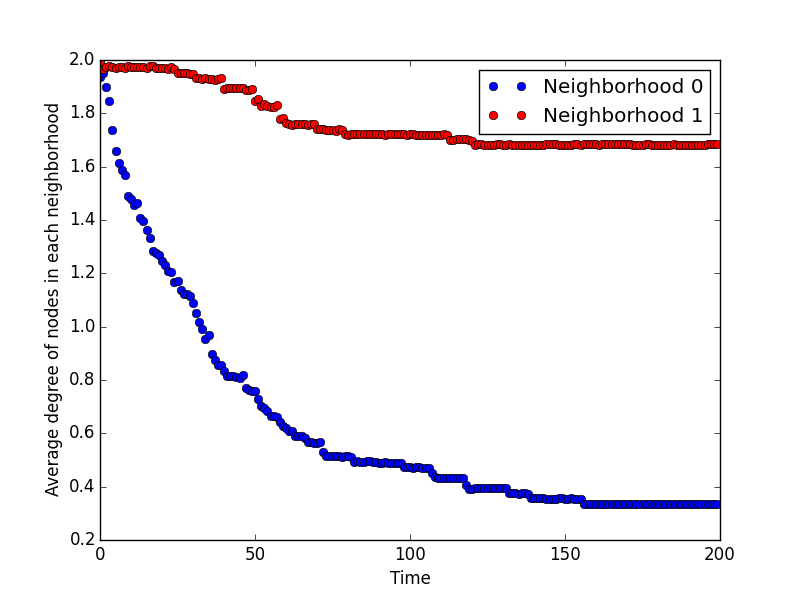 2.0
1.8
1.6
1.4
1.2
1.0
0.8
0.6
0.4
0.2
Average degree of nodes in each neighborhood
Neighborhood 0
Neighborhood 1
0 50 100 150 200
Time